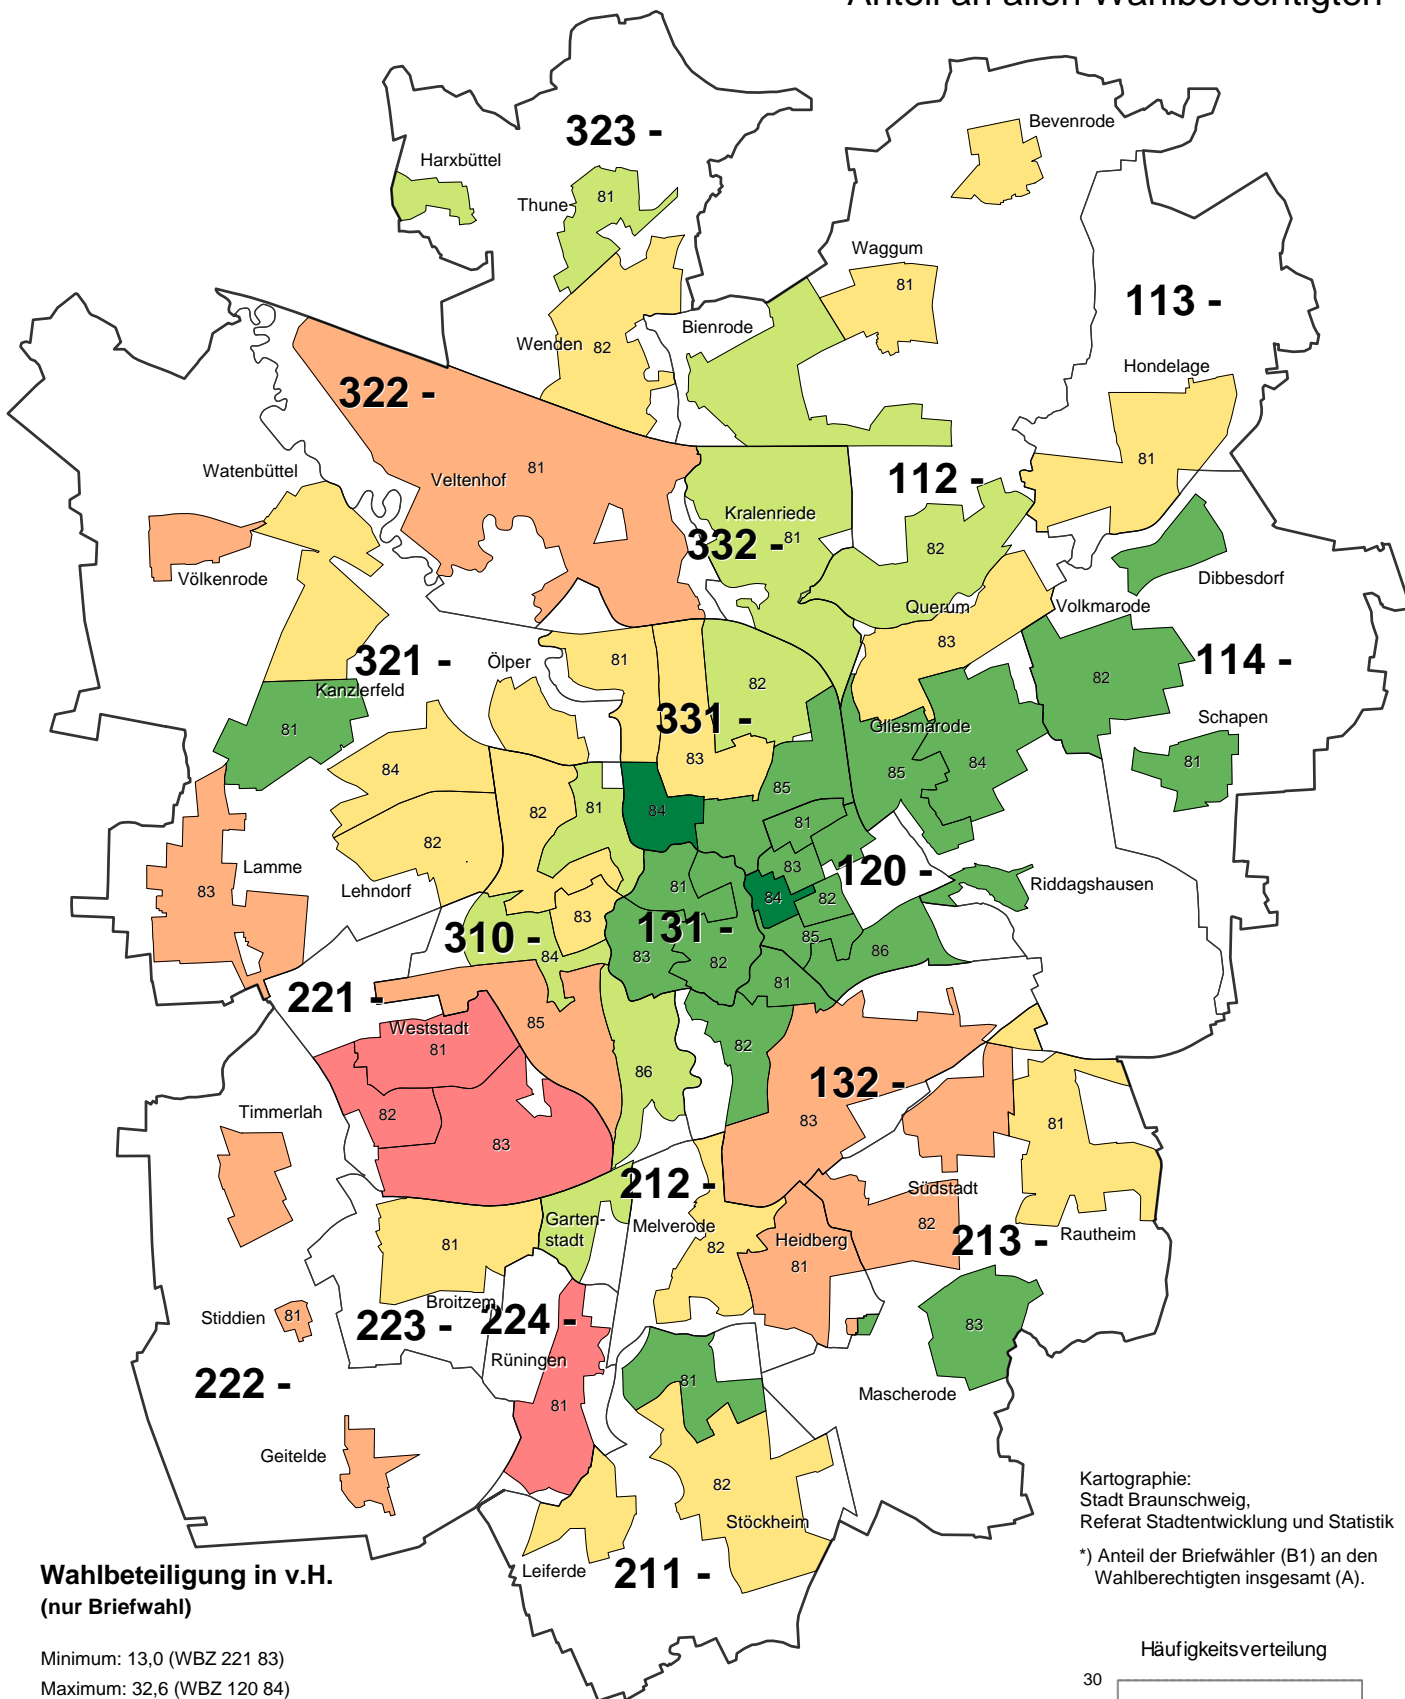 Anteil an allen Wahlberechtigten
323 -
Bevenrode
Harxbüttel
81
Thune
Waggum
81
113 -
Bienrode
Wenden
82
Hondelage
322 -
81
Watenbüttel
81
Veltenhof
112 -
Kralenriede
332 -
81
82
Völkenrode
Dibbesdorf
Querum
Volkmarode
83
321 -
Ölper
81
114 -
82
82
Kanzlerfeld
331 -
Schapen
81
Gliesmarode
83
84
85
84
81
85
82
81
84
81
82
83
Lamme
120 -
83
Lehndorf
81
84
82
Riddagshausen
83
131 -
310 -
85
84
83
82
86
81
221 -
85
Weststadt
82
81
86
132 -
Timmerlah
82
83
81
83
212 -
Südstadt
Garten-
stadt
Melverode
82
213 -
Rautheim
81
82
Heidberg
81
Stiddien
81
Broitzem
223 -
224 -
83
Rüningen
222 -
81
Mascherode
81
Geitelde
82
Kartographie:
Stadt Braunschweig,
Referat Stadtentwicklung und Statistik
Stöckheim
*) Anteil der Briefwähler (B1) an den
Wahlberechtigten insgesamt (A).
Leiferde
211 -
Wahlbeteiligung in v.H.
(nur Briefwahl)
Minimum: 13,0 (WBZ 221 83)
Maximum: 32,6 (WBZ 120 84)
Häufigkeitsverteilung
30